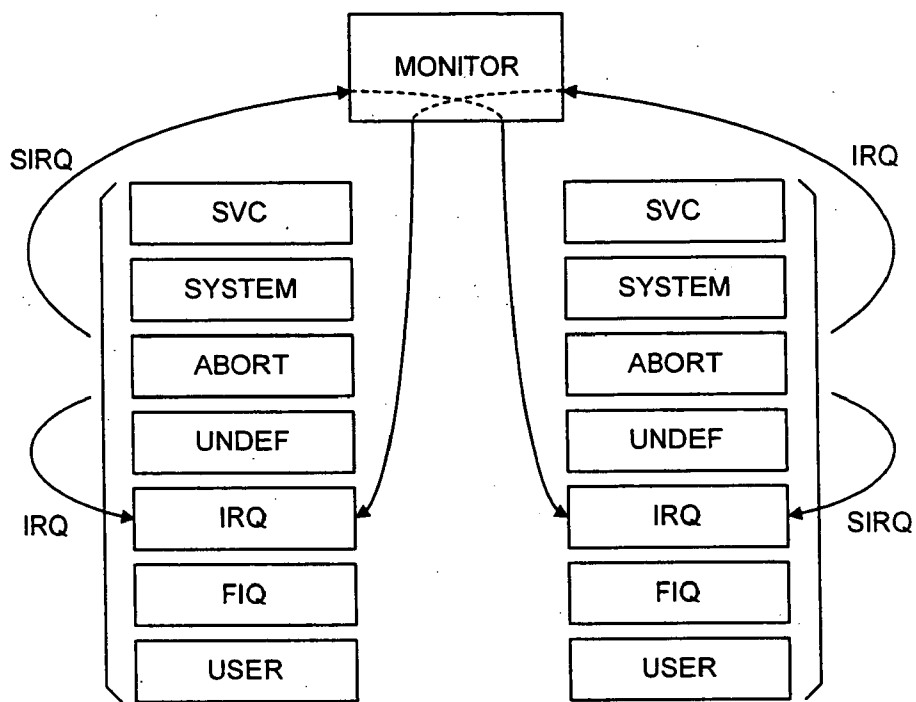 MONITOR
SIRQ
IRQ
SVC
SYSTEM
ABORT
UNDEF
IRQ
FIQ
USER
IRQ
SVC
SYSTEM
ABORT
UNDEF
IRQ
FIQ
USER
SIRQ